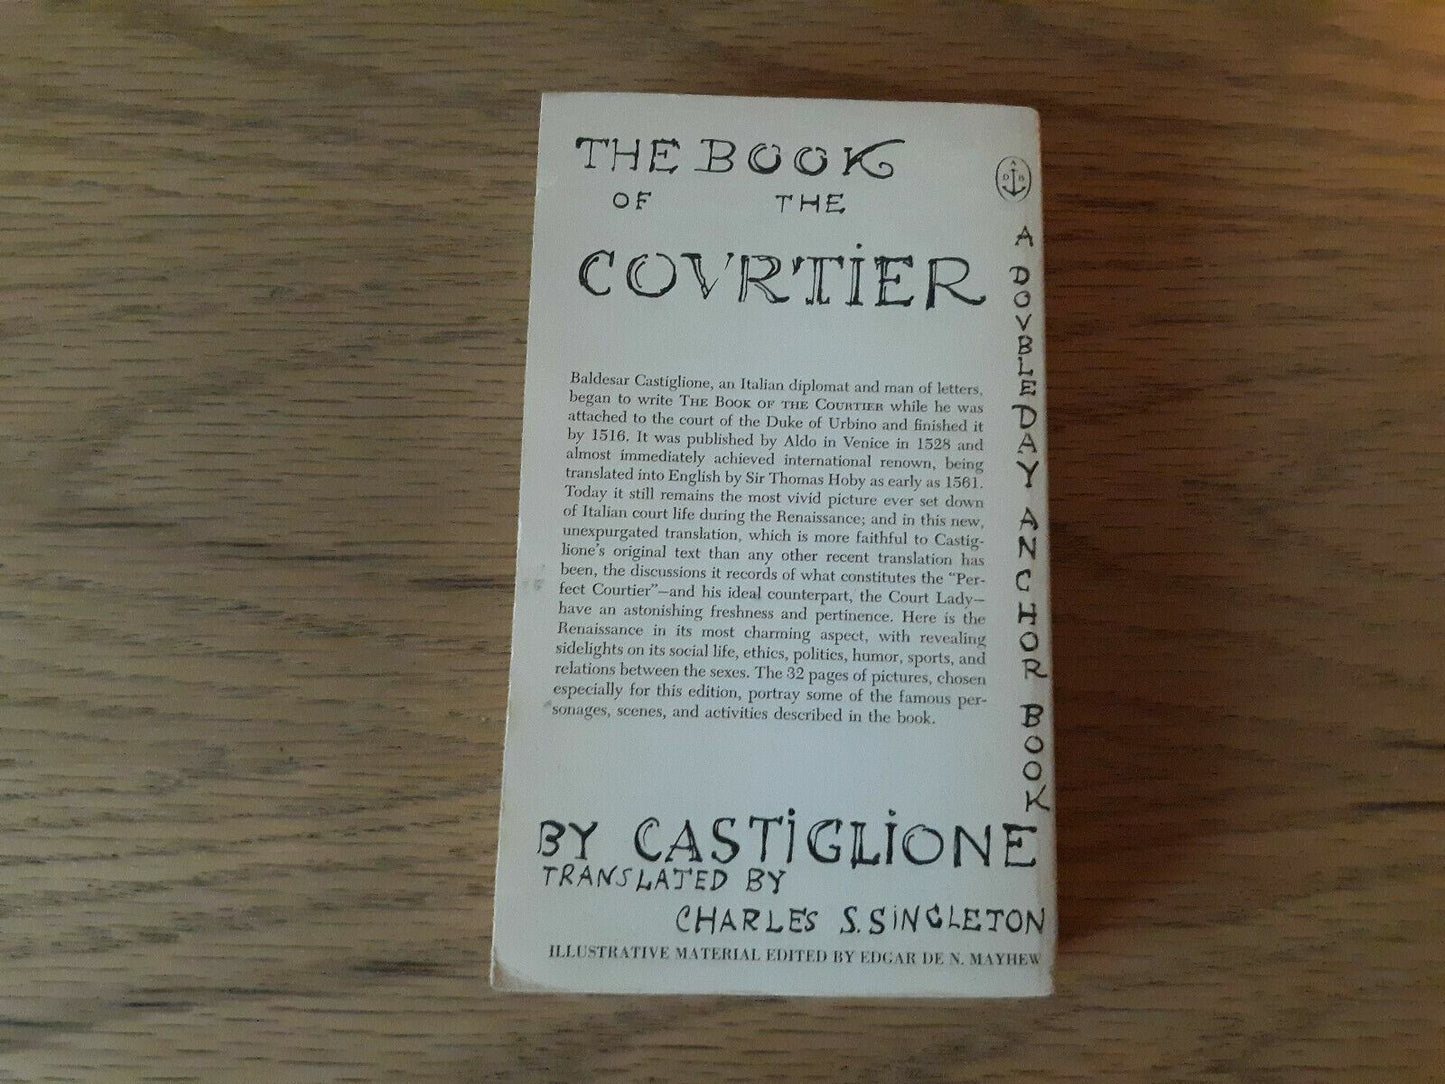 THE BOOK
OF THE
COVRTIER
Baldesar Castiglione, an Italian diplomat and man of letters,
began to write THE BOOK OF THE COURTIER while he was
attached to the court of the Duke of Urbino and finished it
by 1516. It was published by Aldo in Venice in 1528 and
almost immediately achieved international renown, being
translated into English by Sir Thomas Hoby as early as 1561.
Today it still remains the most vivid picture ever set down
of Italian court life during the Renaissance; and in this new,
unexpurgated translation, which is more faithful to Castig-
lione's original text than any other recent translation has
been, the discussions it records of what constitutes the "Per-
fect Courtier"—and his ideal counterpart, the Court Lady—
have an astonishing freshness and pertinence. Here is the
Renaissance in its most charming aspect, with revealing
sidelights on its social life, ethics, politics, humor, sports, and
relations between the sexes. The 32 pages of pictures, chosen
especially for this edition, portray some of the famous per-
sonages, scenes, and activities described in the book.
BY CASTiGLiONE
TRANSLATED BY
CHARLES S. SiNGLETON
ILLUSTRATIVE MATERIAL EDITED BY EDGAR DE N. MAYHEW
A
D B
A DOVBLEDAY ANCHOR BOOK